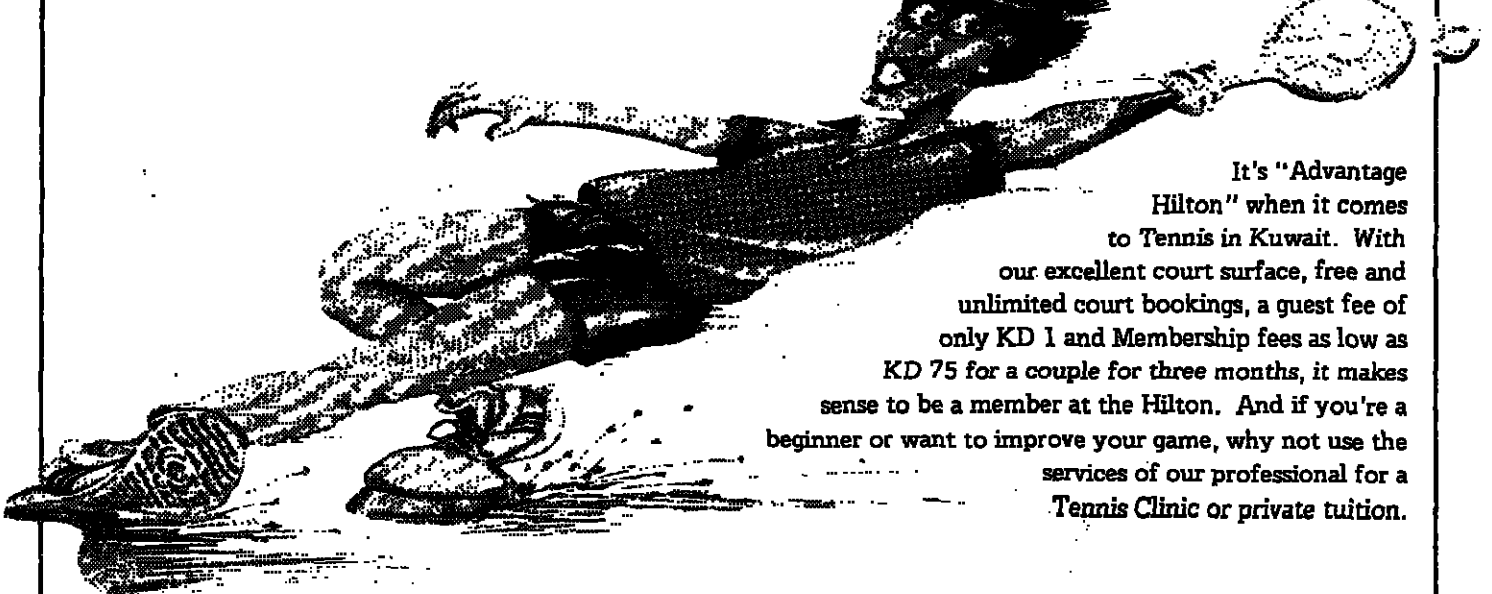 It's "Advantage
Hilton" when it comes
to Tennis in Kuwait. With
our excellent court surface, free and
unlimited court bookings, a guest fee of
only KD 1 and Membership fees as low as
KD 75 for a couple for three months, it makes
sense to be a member at the Hilton. And if you're a
beginner or want to improve your game, why not use the
services of our professional for a
Tennis Clinic or private tuition.